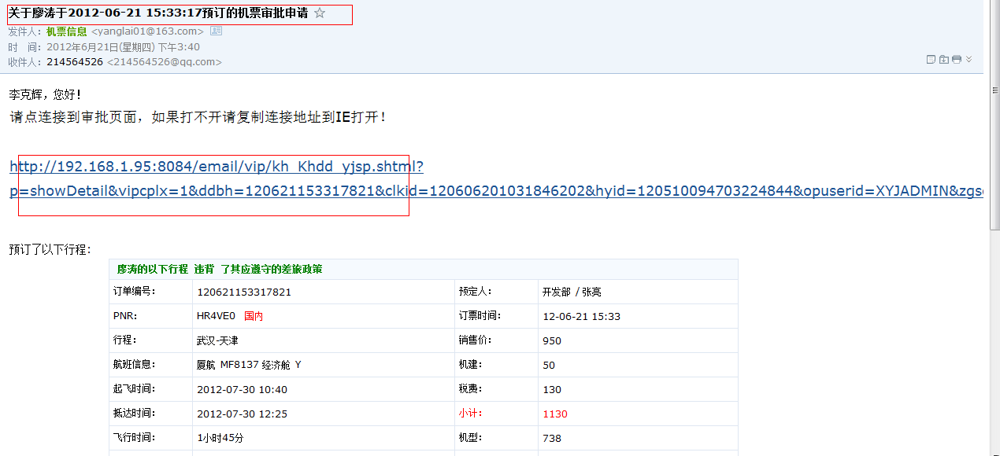 关于廖涛于2012-06-21 15:33:17预订的机票审批申请
发件人：机票信息 <yanglai01@163.com>
时　间：2012年6月21日(星期四) 下午3:40
收件人：214564526 <214564526@qq.com>
李克辉，您好！
请点连接到审批页面，如果打不开请复制连接地址到IE打开！
http://192.168.1.95:8084/email/vip/kh_Khdd_yjsp.shtml?
p=showDetail&vipcplx=1&ddbh=120621153317821&clkid=120606201031846202&hyid=120510094703224844&opuserid=XYJADMIN&zgs
预订了以下行程：
廖涛的以下行程 违背 了其应遵守的差旅政策
订单编号： 120621153317821 预定人： 开发部 / 张亮
PNR： HR4VE0 国内 订票时间： 12-06-21 15:33
行程： 武汉-天津 销售价： 950
航班信息： 厦航 MF8137 经济舱 Y 机建： 50
起飞时间： 2012-07-30 10:40 税费： 130
抵达时间： 2012-07-30 12:25 小计： 1130
飞行时间： 1小时45分 机型： 738